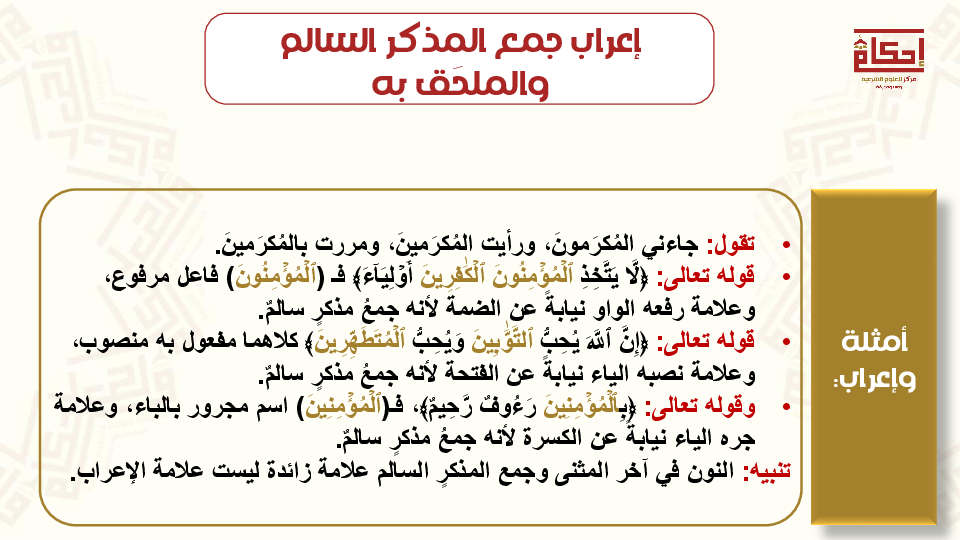 إعراب جمع المذكر السالم
والملحَق به
إحكام
مركز للعلوم الشرعية
أمثلة
وإعراب:
• تقول: جاءني المُكرَمونَ، ورأيت المُكرَمينَ، ومررت بالمُكرَمينَ.
• قوله تعالى: ﴿لَّا يَتَّخِذِ ٱلۡمُؤۡمِنُونَ ٱلۡكَٰفِرِينَ أَوۡلِيَآءَ﴾ فـ (ٱلۡمُؤۡمِنُونَ) فاعل مرفوع،
وعلامة رفعه الواو نيابةً عن الضمة لأنه جمعُ مذكرٍ سالمٌ.
• قوله تعالى: ﴿إِنَّ ٱللَّهَ يُحِبُّ ٱلتَّوَّٰبِينَ وَيُحِبُّ ٱلۡمُتَطَهِّرِينَ﴾ كلاهما مفعول به منصوب،
وعلامة نصبه الياء نيابةً عن الفتحة لأنه جمعُ مذكرٍ سالمٌ.
• وقوله تعالى: ﴿بِٱلۡمُؤۡمِنِينَ رَءُوفٌ رَّحِيمٌ﴾، فـ(ٱلۡمُؤۡمِنِينَ) اسم مجرور بالباء، وعلامة
جره الياء نيابةً عن الكسرة لأنه جمعُ مذكرٍ سالمٌ.
تنبيه: النون في آخر المثنى وجمع المذكرٍ السالم علامة زائدة ليست علامة الإعراب.